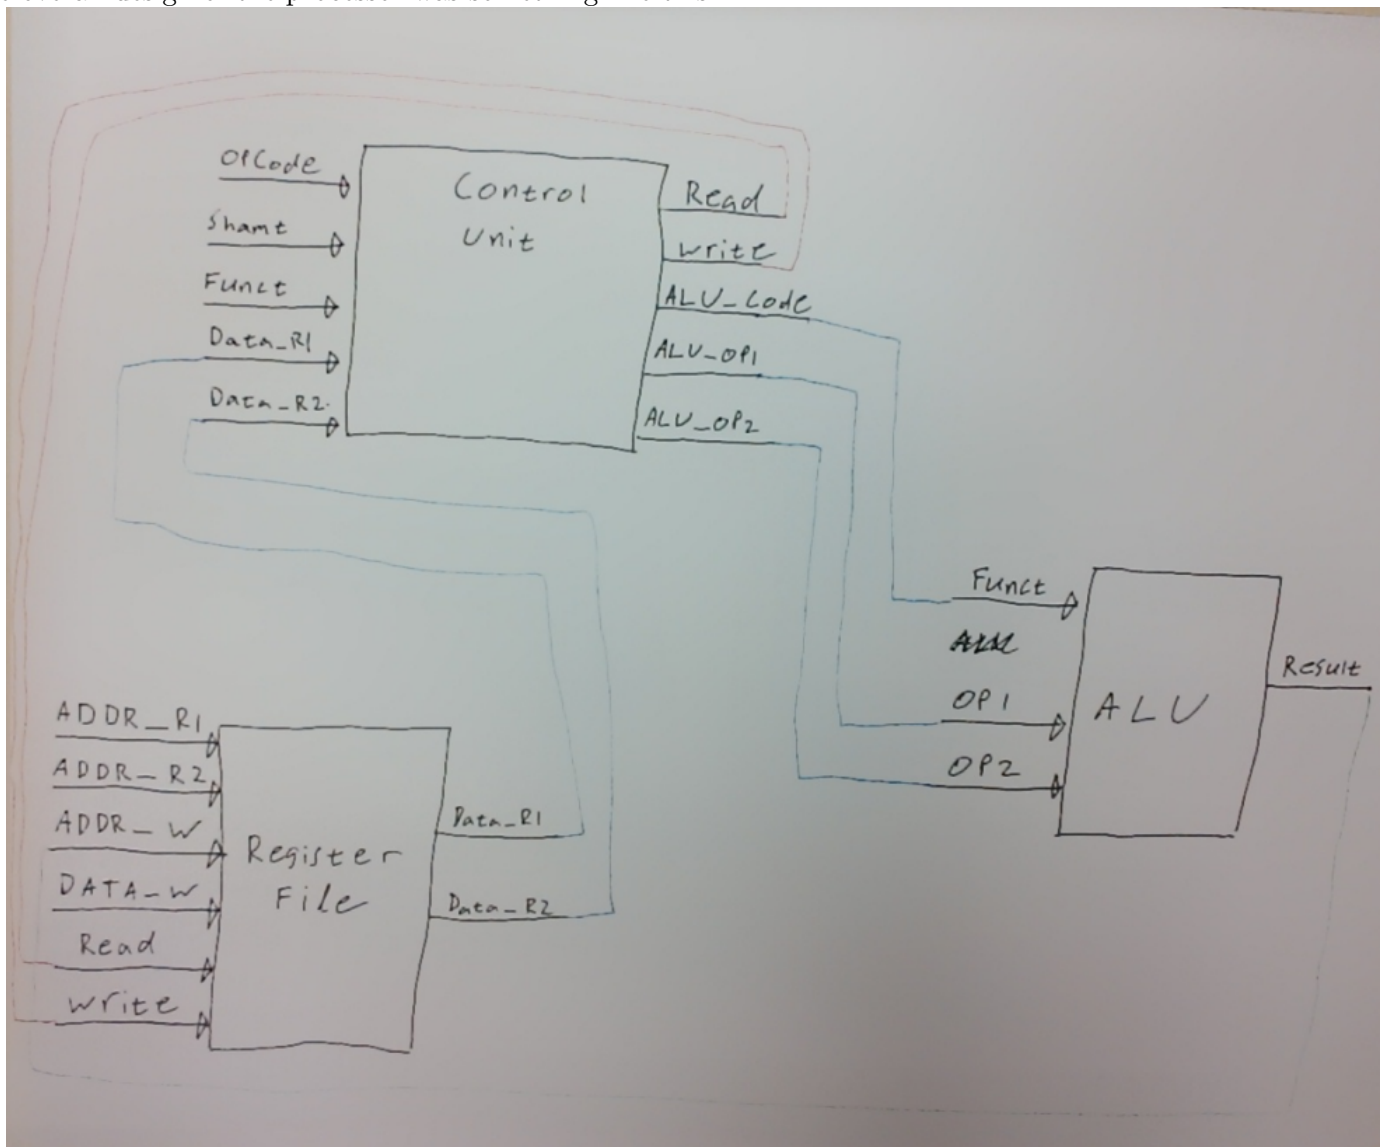 OPCode
Shamt
Funct
Data_R1
Data_R2
Control
Unit
Read
Write
ALU_Code
ALU_OP1
ALU_OP2
Funct
OP1
OP2
ALU
Result
ADDR_R1
ADDR_R2
ADDR_W
DATA_W
Read
Write
Register
File
Data_R1
Data_R2